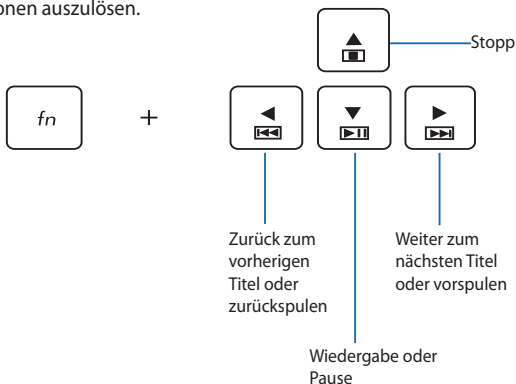 onen auszulösen.
Stopp
fn
+
Zurück zum
vorherigen
Titel oder
zurückspulen
Weiter zum
nächsten Titel
oder vorspulen
Wiedergabe oder
Pause